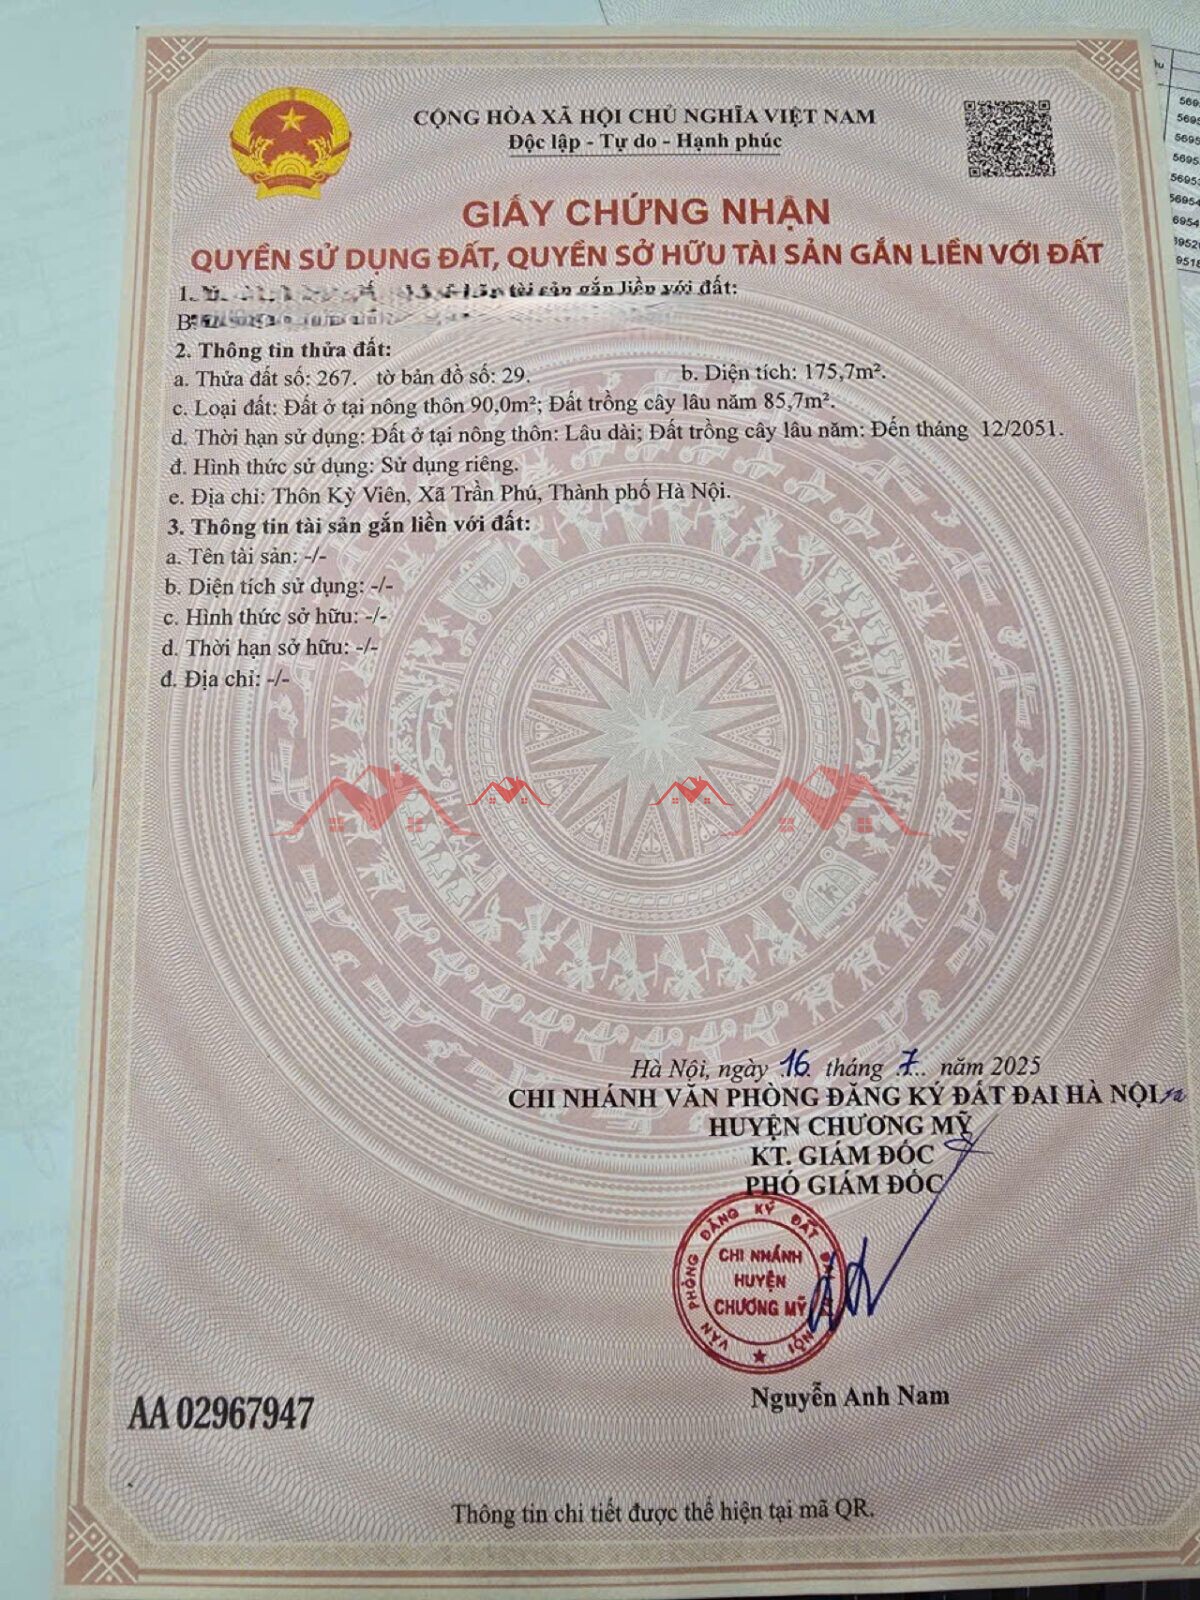 CỘNG HÒA XÃ HỘI CHỦ NGHĨA VIỆT NAM
Độc lập - Tự do - Hạnh phúc
GIẤY CHỨNG NHẬN
QUYỀN SỬ DỤNG ĐẤT, QUYỀN SỞ HỮU TÀI SẢN GẮN LIỀN VỚI ĐẤT
1. tài sản gắn liền với đất:
2. Thông tin thửa đất:
a. Thửa đất số: 267. tờ bản đồ số: 29. b. Diện tích: 175,7m².
c. Loại đất: Đất ở tại nông thôn 90,0m²; Đất trồng cây lâu năm 85,7m².
d. Thời hạn sử dụng: Đất ở tại nông thôn: Lâu dài; Đất trồng cây lâu năm: Đến tháng 12/2051.
đ. Hình thức sử dụng: Sử dụng riêng.
e. Địa chỉ: Thôn Kỳ Viên, Xã Trần Phú, Thành phố Hà Nội.
3. Thông tin tài sản gắn liền với đất:
a. Tên tài sản: -/-
b. Diện tích sử dụng: -/-
c. Hình thức sở hữu: -/-
d. Thời hạn sở hữu: -/-
đ. Địa chỉ: -/-
Hà Nội, ngày 16 tháng 7 năm 2025
CHI NHÁNH VĂN PHÒNG ĐĂNG KÝ ĐẤT ĐAI HÀ NỘI
HUYỆN CHƯƠNG MỸ
KT. GIÁM ĐỐC
PHÓ GIÁM ĐỐC
VĂN PHÒNG ĐĂNG KÝ ĐẤT ĐAI HÀ NỘI
CHI NHÁNH
HUYỆN
CHƯƠNG MỸ
Nguyễn Anh Nam
AA 02967947
Thông tin chi tiết được thể hiện tại mã QR.